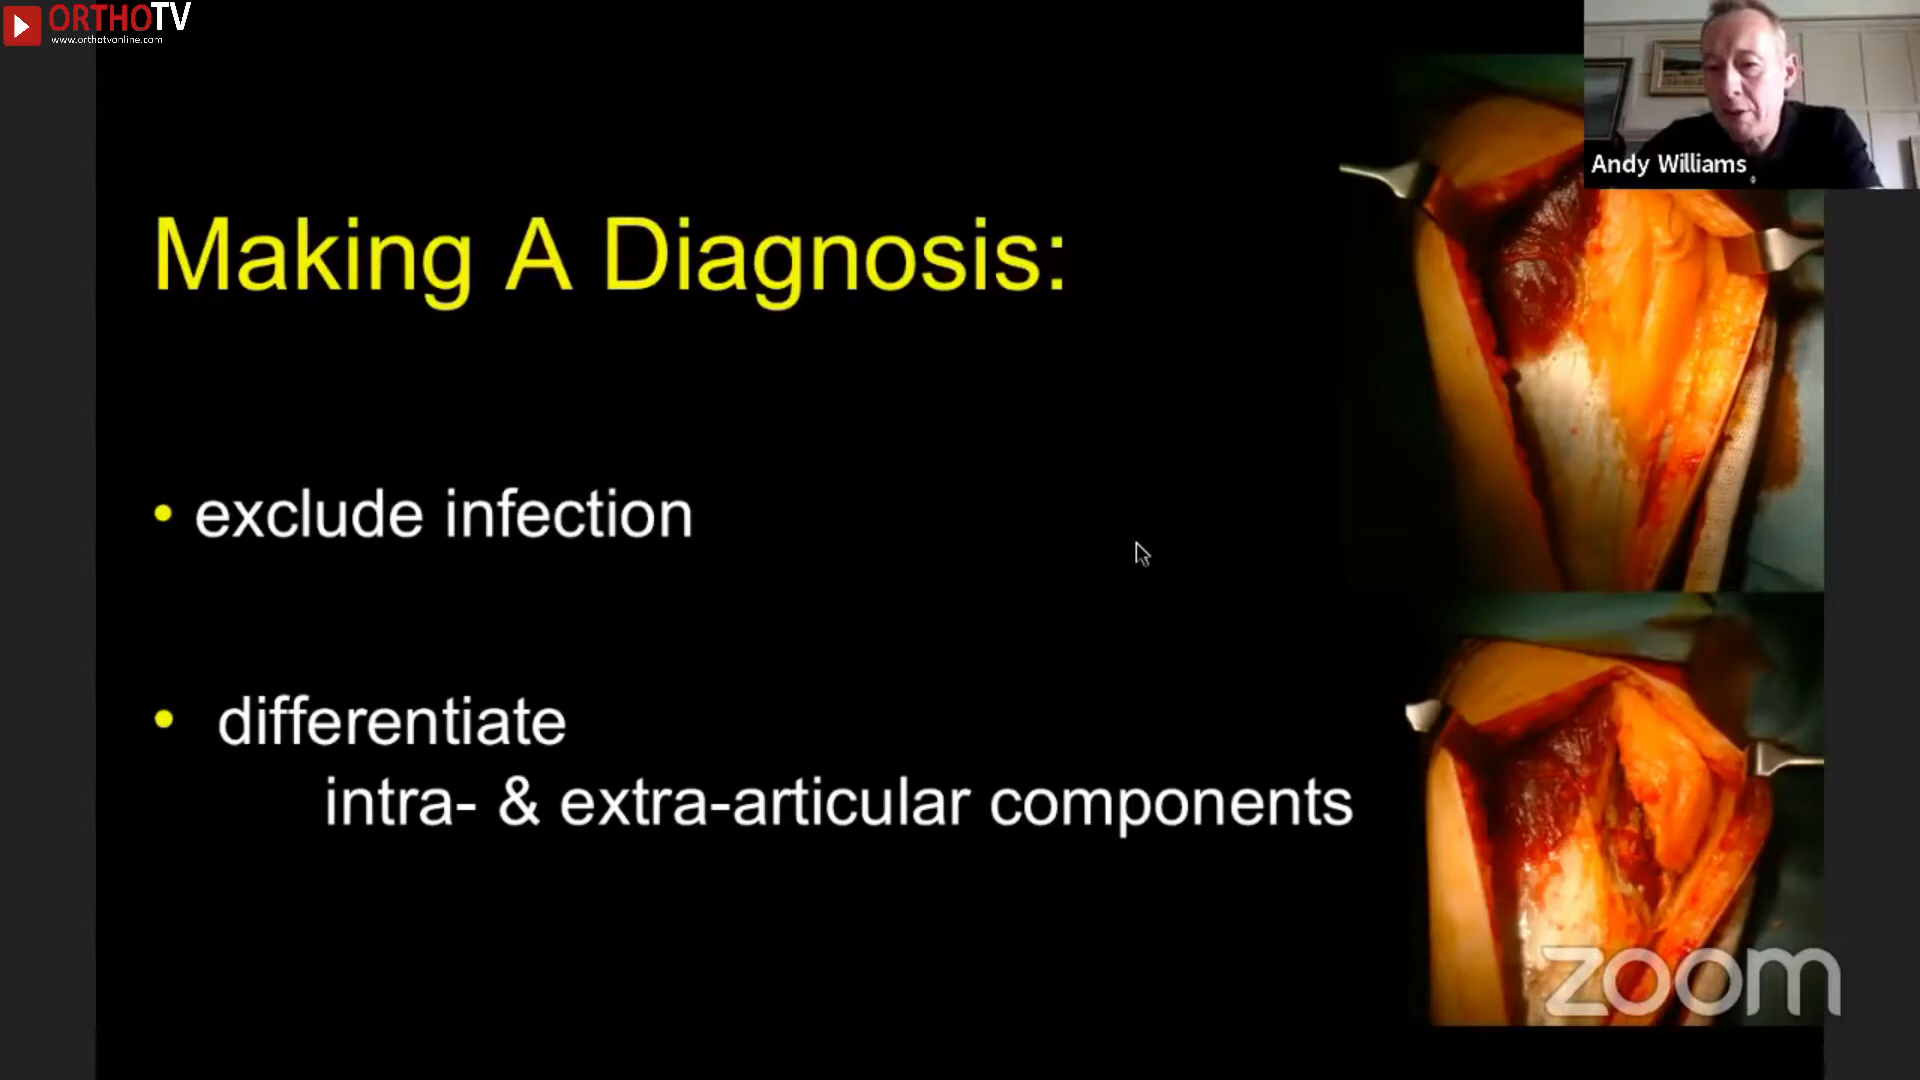 ORTHOTV
www.orthotvonline.com
Andy Williams
Making A Diagnosis:
• exclude infection
• differentiate
intra- & extra-articular components
zoom